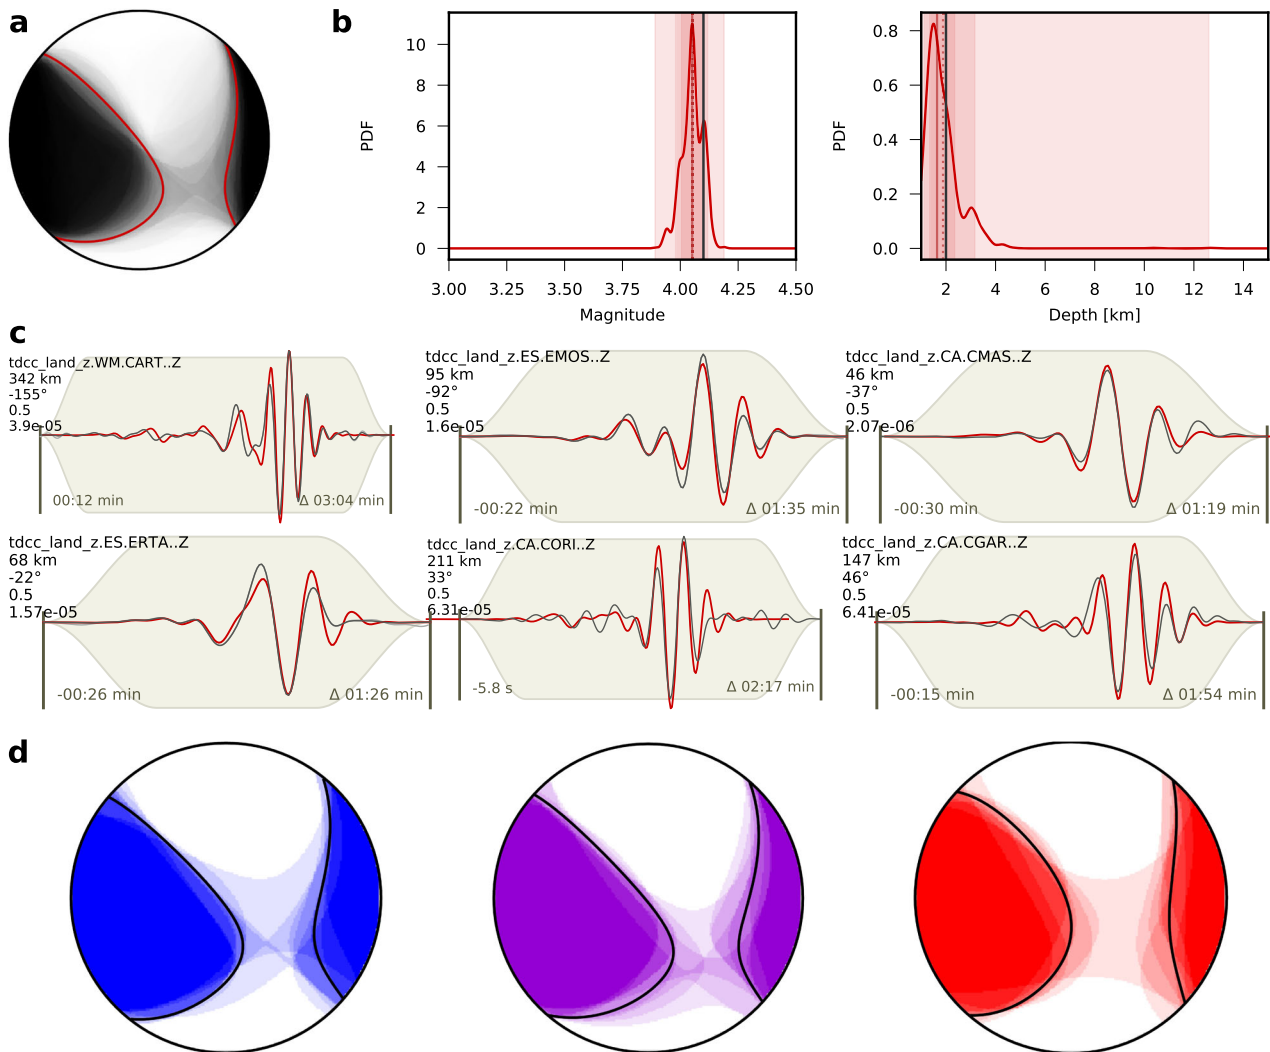 a
b
PDF
10
8
6
4
2
0
3.00 3.25 3.50 3.75 4.00 4.25 4.50
Magnitude
PDF
0.8
0.6
0.4
0.2
0.0
2 4 6 8 10 12 14
Depth [km]
c
tdcc_land_z.WM.CART..Z
342 km
-155°
0.5
3.9e-05
00:12 min
Δ 03:04 min
tdcc_land_z.ES.EMOS..Z
95 km
-92°
0.5
1.6e-05
-00:22 min
Δ 01:35 min
tdcc_land_z.CA.CMAS..Z
46 km
-37°
0.5
2.07e-06
-00:30 min
Δ 01:19 min
tdcc_land_z.ES.ERTA..Z
68 km
-22°
0.5
1.57e-05
-00:26 min
Δ 01:26 min
tdcc_land_z.CA.CORI..Z
211 km
33°
0.5
6.31e-05
-5.8 s
Δ 02:17 min
tdcc_land_z.CA.CGAR..Z
147 km
46°
0.5
6.41e-05
-00:15 min
Δ 01:54 min
d